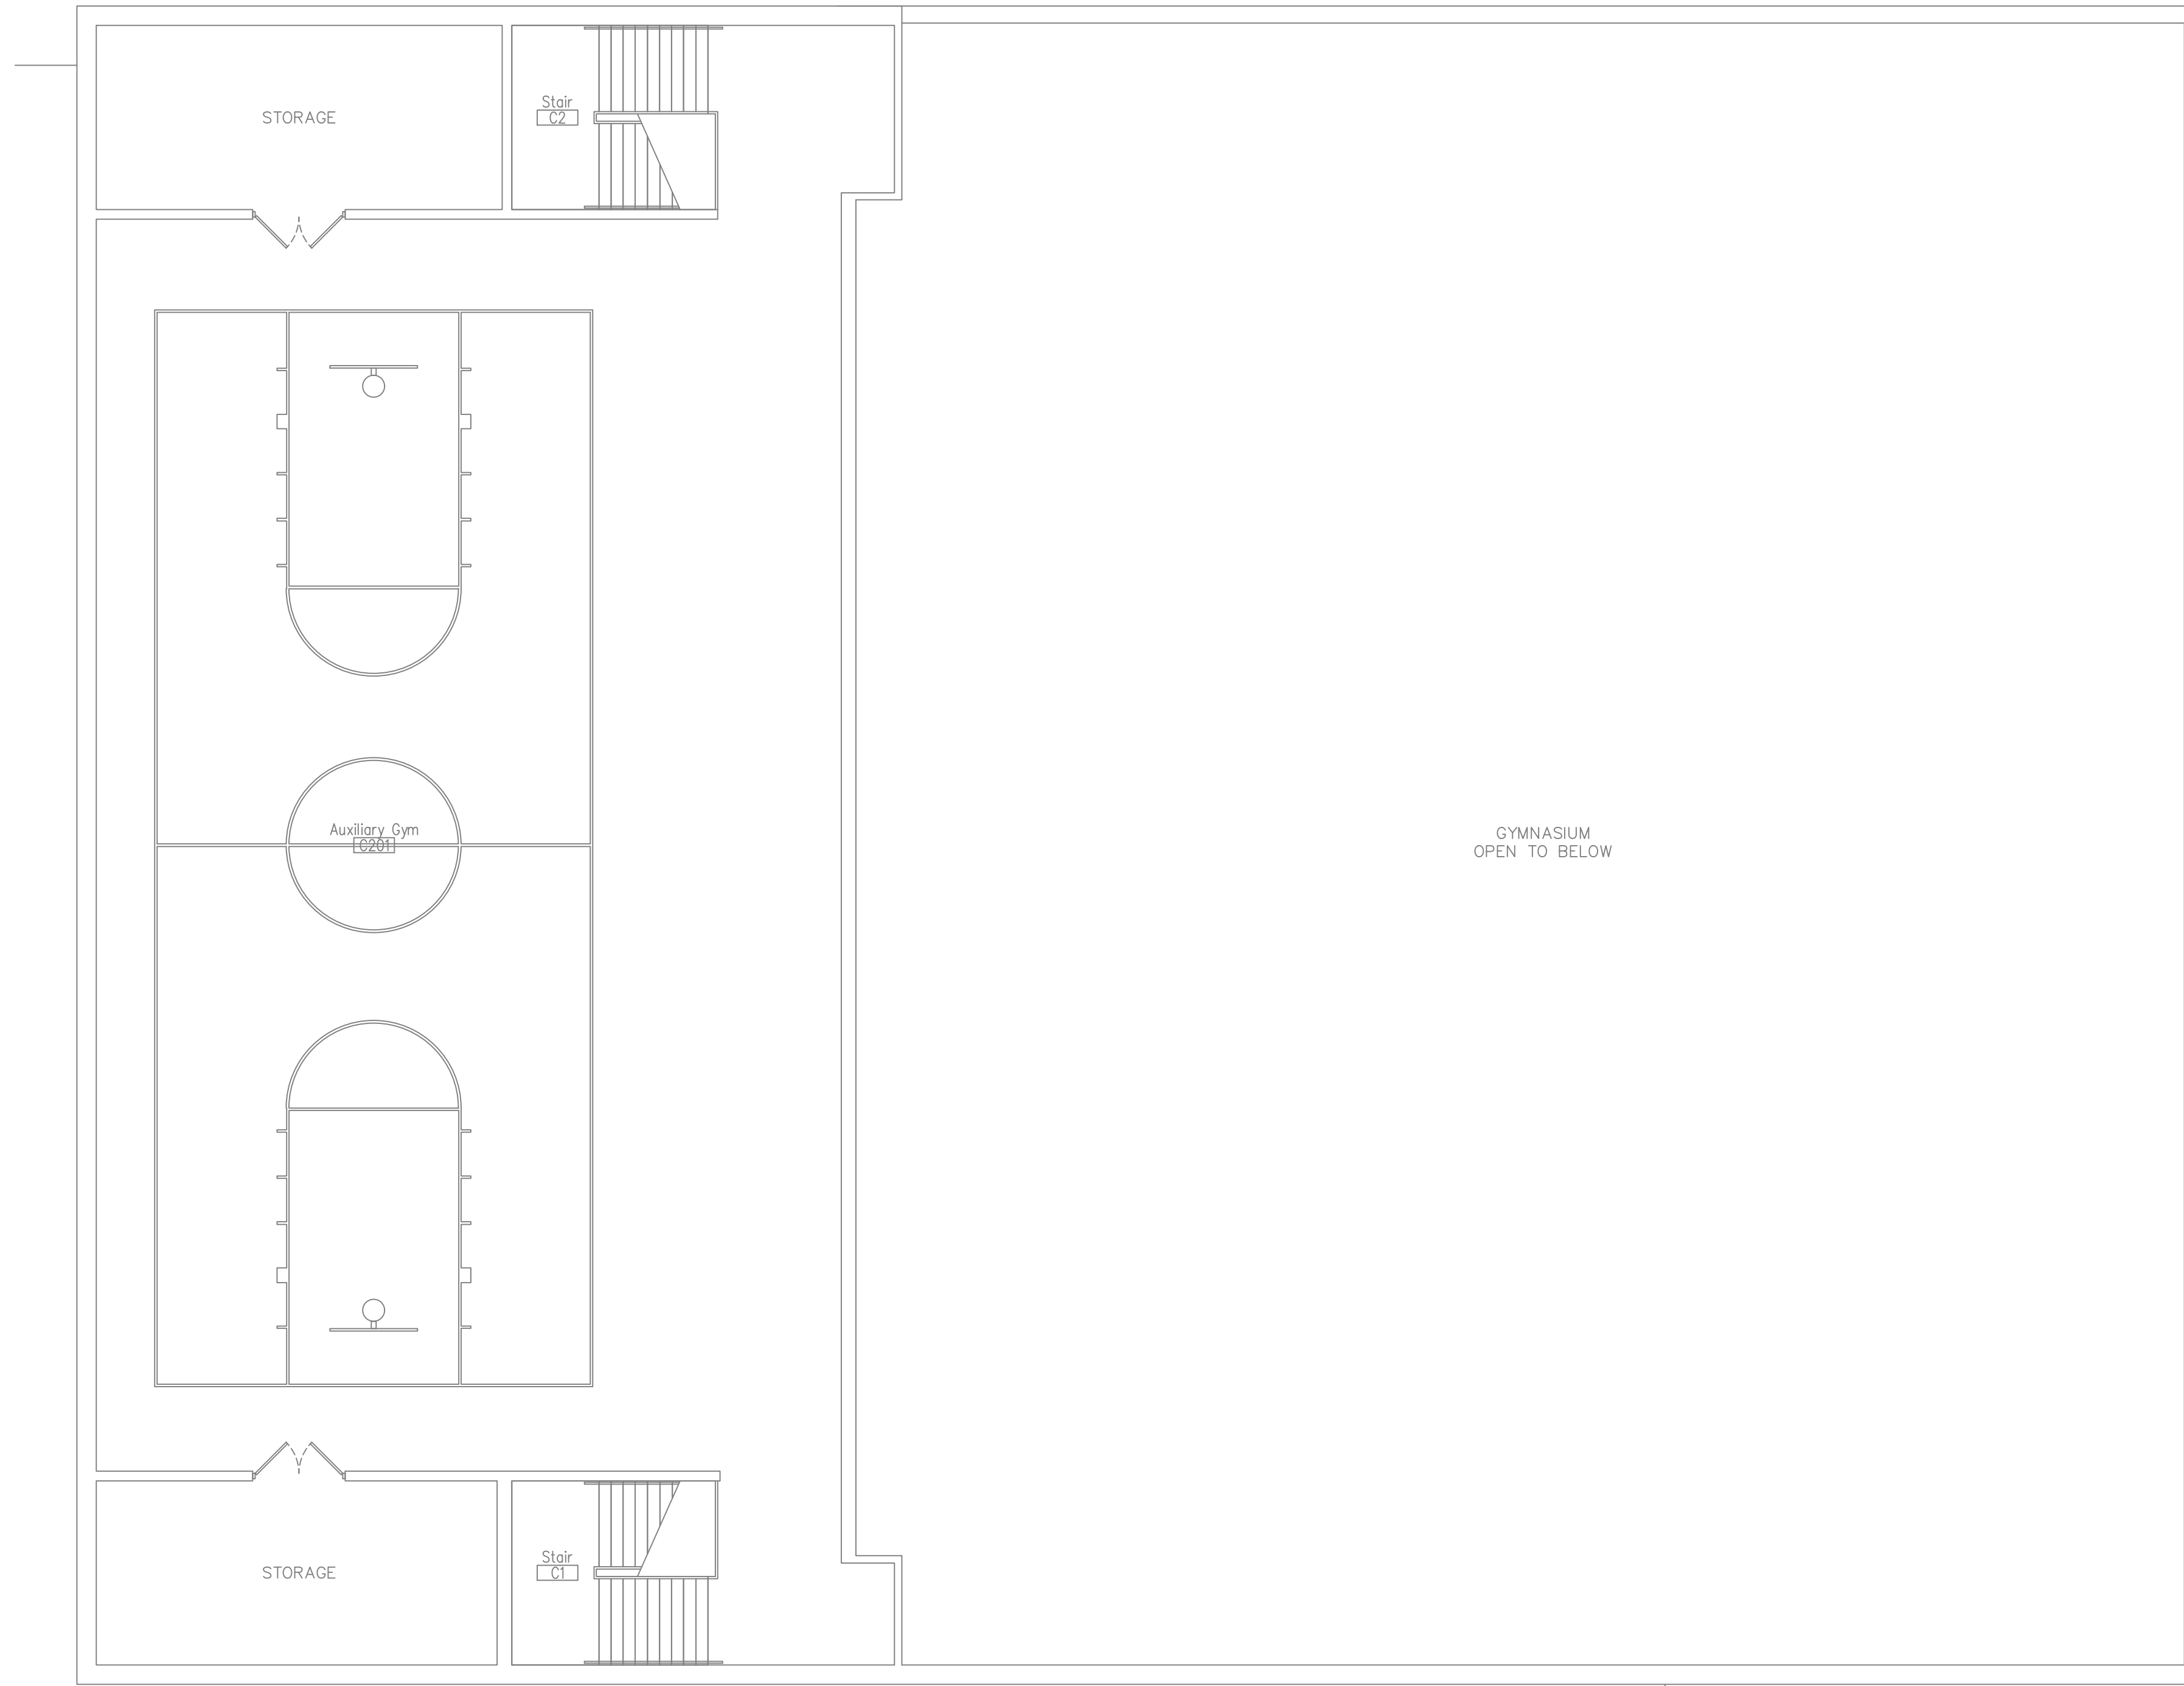 STORAGE
Stair
C2
Auxiliary Gym
C201
GYMNASIUM
OPEN TO BELOW
STORAGE
Stair
C1